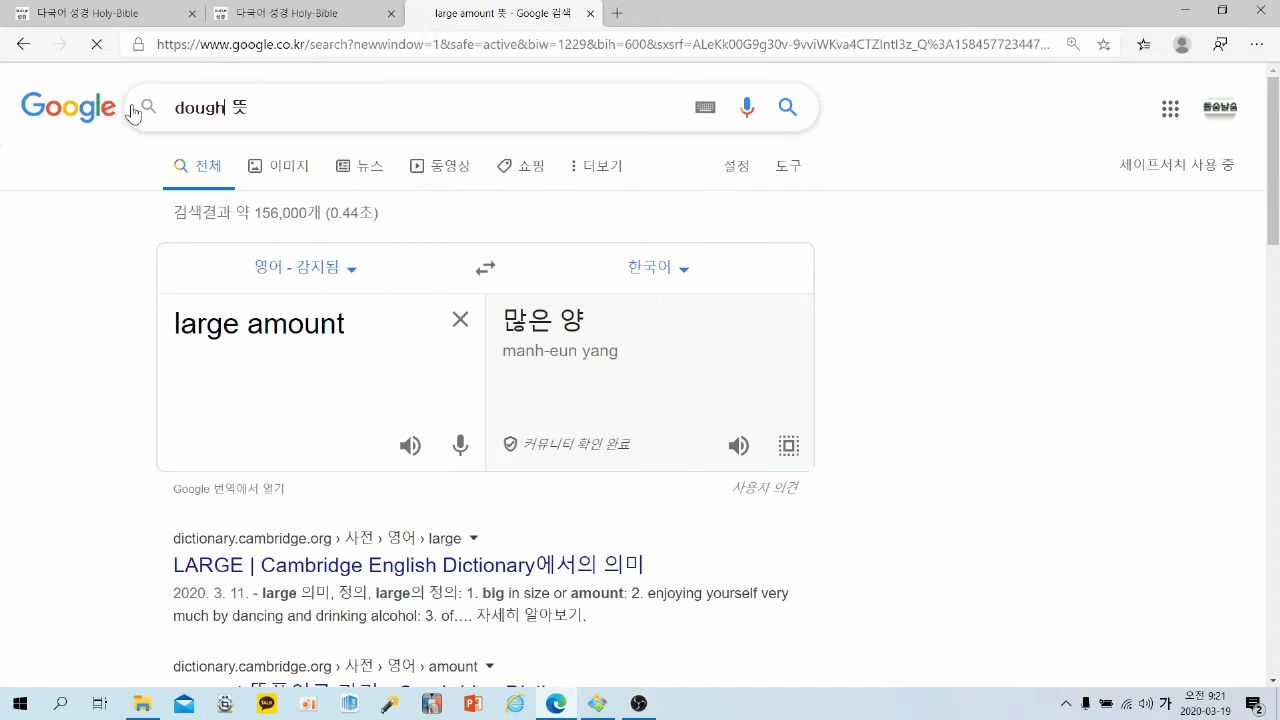 다국어 성경 Holy-Bible
다국어 성경 Holy-Bible
large amount 뜻 - Google 검색
https://www.google.co.kr/search?newwindow=1&safe=active&biw=1229&bih=600&sxsrf=ALeKk00G9g30v-9vviWKva4CTZIntI3z_Q%3A158457723447...
Google
dough 뜻
전체
이미지
뉴스
동영상
쇼핑
더보기
설정
도구
세이프서치 사용 중
검색결과 약 156,000개 (0.44초)
영어 - 감지됨
한국어
large amount
많은 양
manh-eun yang
커뮤니티 확인 완료
Google 번역에서 열기
사용자 의견
dictionary.cambridge.org › 사전 › 영어 › large
LARGE | Cambridge English Dictionary에서의 의미
2020. 3. 11. - large 의미, 정의, large의 정의: 1. big in size or amount: 2. enjoying yourself very
much by dancing and drinking alcohol: 3. of.... 자세히 알아보기.
dictionary.cambridge.org › 사전 › 영어 › amount
가
오전 9:21
2020-03-19